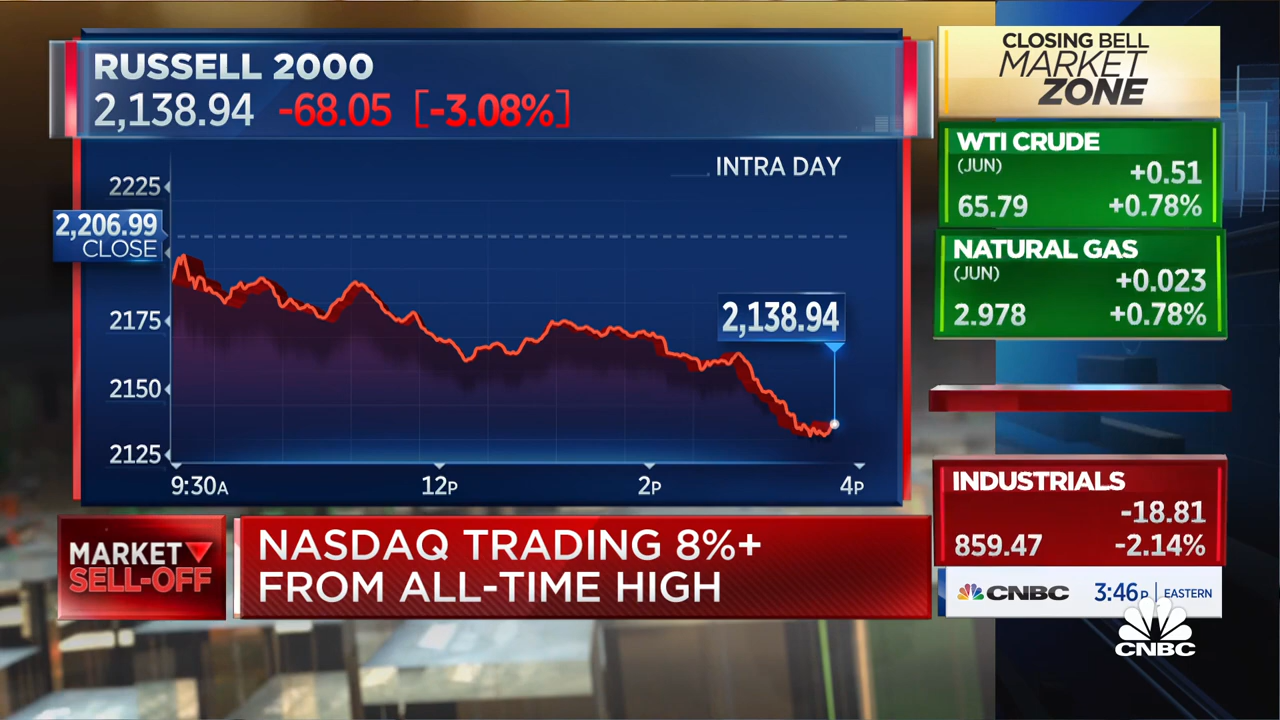 RUSSELL 2000
2,138.94 -68.05 [-3.08%]
INTRA DAY
2225
2,206.99
CLOSE
2175
2150
2125
2,138.94
9:30A 12P 2P 4P
MARKET
SELL-OFF
NASDAQ TRADING 8%+
FROM ALL-TIME HIGH
CLOSING BELL
MARKET
ZONE
WTI CRUDE
(JUN) +0.51
65.79 +0.78%
NATURAL GAS
(JUN) +0.023
2.978 +0.78%
INDUSTRIALS
-18.81
859.47 -2.14%
CNBC 3:46P EASTERN
CNBC